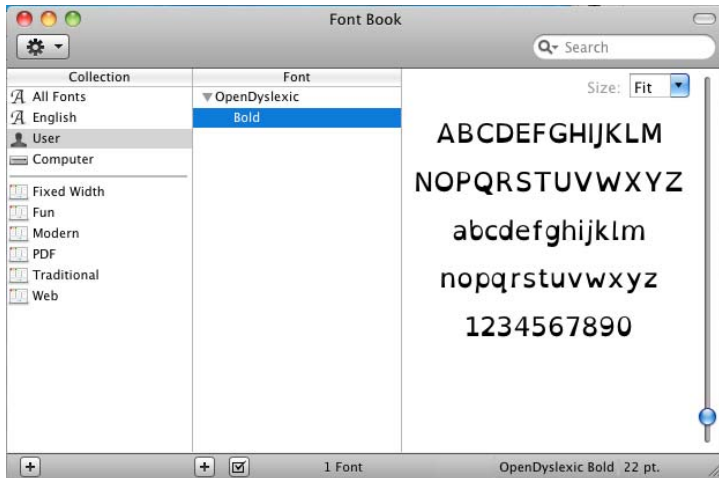 Font Book
Search
Collection
All Fonts
English
User
Computer
Fixed Width
Fun
Modern
PDF
Traditional
Web
Font
OpenDyslexic
Bold
Size: Fit
ABCDEFGHIJKLM
NOPQRSTUVWXYZ
abcdefghijklm
nopqrstuvwxyz
1234567890
1 Font
OpenDyslexic Bold 22 pt.